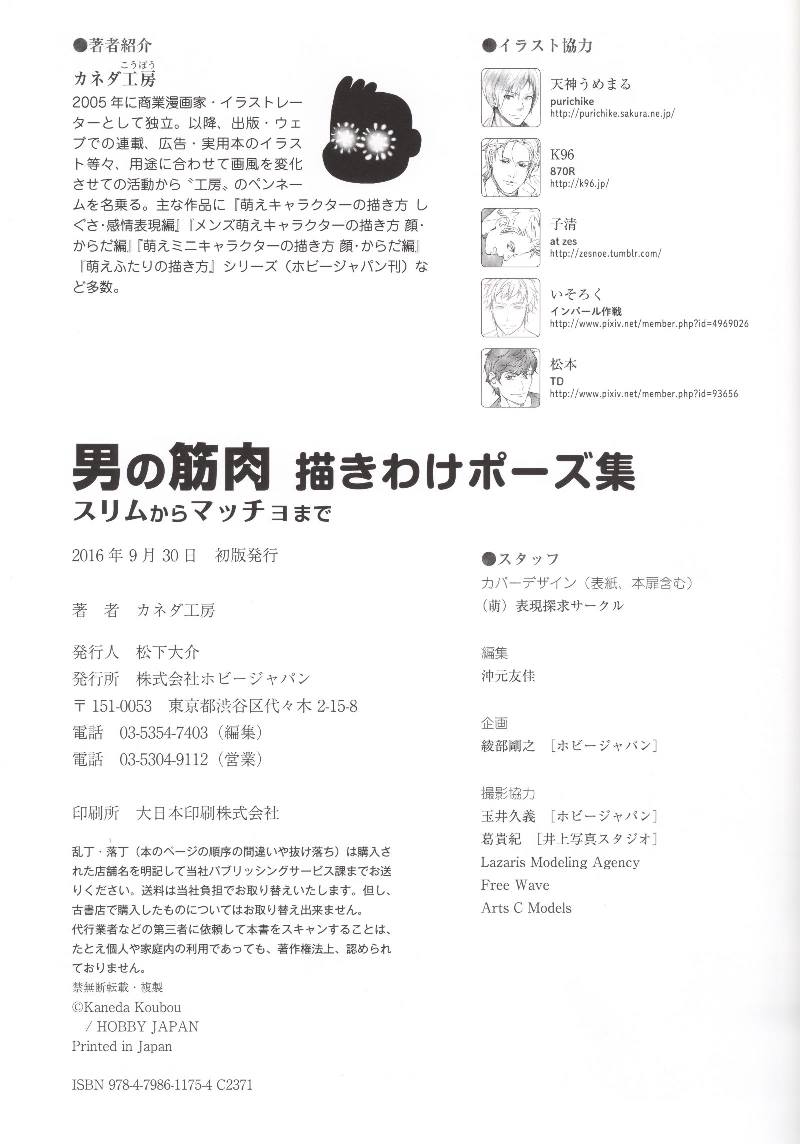 ●著者紹介
こうぼう
カネダ工房
2005年に商業漫画家・イラストレー
ターとして独立。以降、出版・ウェ
ブでの連載、広告・実用本のイラス
ト等々、用途に合わせて画風を変化
させての活動から〝工房〟のペンネー
ムを名乗る。主な作品に『萌えキャラクターの描き方 し
ぐさ・感情表現編』『メンズ萌えキャラクターの描き方 顔・
からだ編』『萌えミニキャラクターの描き方 顔・からだ編』
『萌えふたりの描き方』シリーズ（ホビージャパン刊）な
ど多数。
●イラスト協力
天神うめまる
purichike
http://purichike.sakura.ne.jp/
K96
870R
http://k96.jp/
子清
at zes
http://zesnoe.tumblr.com/
いそろく
インパール作戦
http://www.pixiv.net/member.php?id=4969026
松本
TD
http://www.pixiv.net/member.php?id=93656
男の筋肉 描きわけポーズ集
スリムからマッチョまで
2016年9月30日 初版発行
著 者 カネダ工房
発行人 松下大介
発行所 株式会社ホビージャパン
〒151-0053 東京都渋谷区代々木2-15-8
電話 03-5354-7403（編集）
電話 03-5304-9112（営業）
印刷所 大日本印刷株式会社
乱丁・落丁（本のページの順序の間違いや抜け落ち）は購入さ
れた店舗名を明記して当社パブリッシングサービス課までお送
りください。送料は当社負担でお取り替えいたします。但し、
古書店で購入したものについてはお取り替え出来ません。
代行業者などの第三者に依頼して本書をスキャンすることは、
たとえ個人や家庭内の利用であっても、著作権法上、認められ
ておりません。
禁無断転載・複製
©Kaneda Koubou
/ HOBBY JAPAN
Printed in Japan
ISBN 978-4-7986-1175-4 C2371
●スタッフ
カバーデザイン（表紙、本扉含む）
（萌）表現探求サークル
編集
沖元友佳
企画
綾部剛之 ［ホビージャパン］
撮影協力
玉井久義 ［ホビージャパン］
葛貴紀 ［井上写真スタジオ］
Lazaris Modeling Agency
Free Wave
Arts C Models